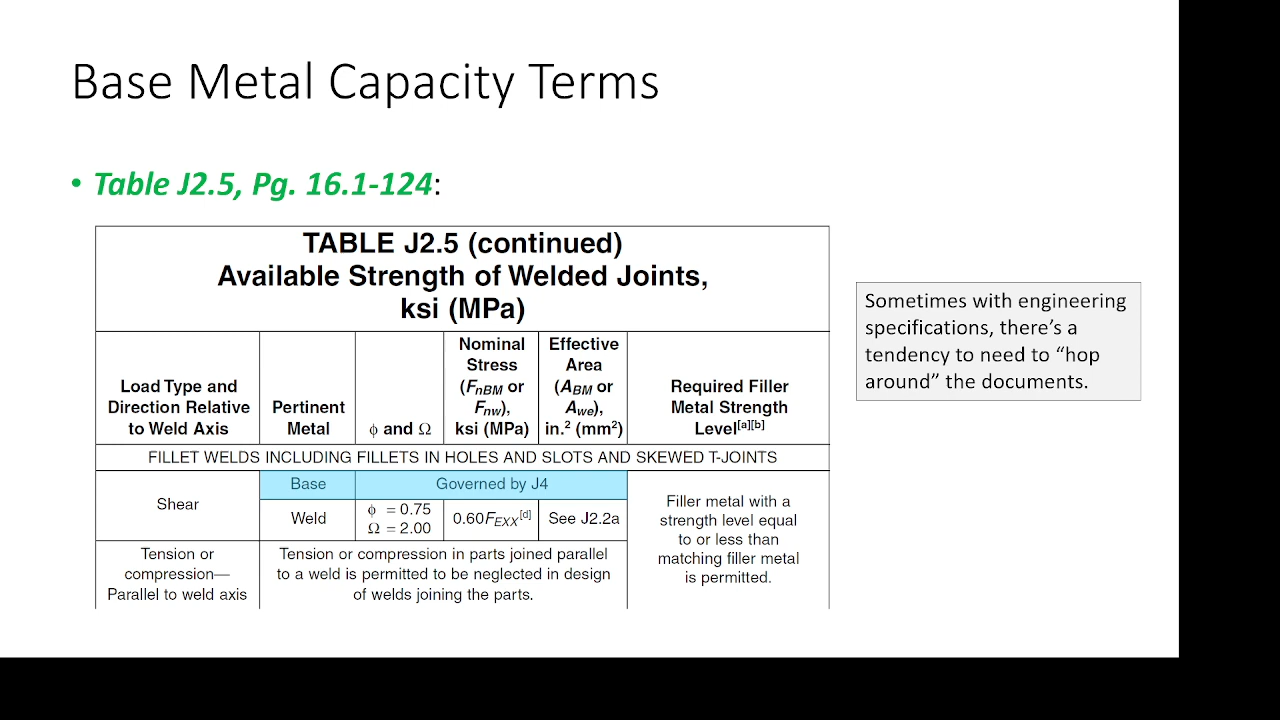 Base Metal Capacity Terms
• Table J2.5, Pg. 16.1-124:
TABLE J2.5 (continued)
Available Strength of Welded Joints,
ksi (MPa)
Load Type and
Direction Relative
to Weld Axis
Pertinent
Metal
ϕ and Ω
Nominal
Stress
(FnBM or
Fnw),
ksi (MPa)
Effective
Area
(ABM or
Awe),
in.² (mm²)
Required Filler
Metal Strength
Level[a][b]
FILLET WELDS INCLUDING FILLETS IN HOLES AND SLOTS AND SKEWED T-JOINTS
Shear
Base
Governed by J4
Weld
ϕ = 0.75
Ω = 2.00
0.60FEXX[d]
See J2.2a
Filler metal with a
strength level equal
to or less than
matching filler metal
is permitted.
Tension or
compression—
Parallel to weld axis
Tension or compression in parts joined parallel
to a weld is permitted to be neglected in design
of welds joining the parts.
Sometimes with engineering
specifications, there's a
tendency to need to "hop
around" the documents.